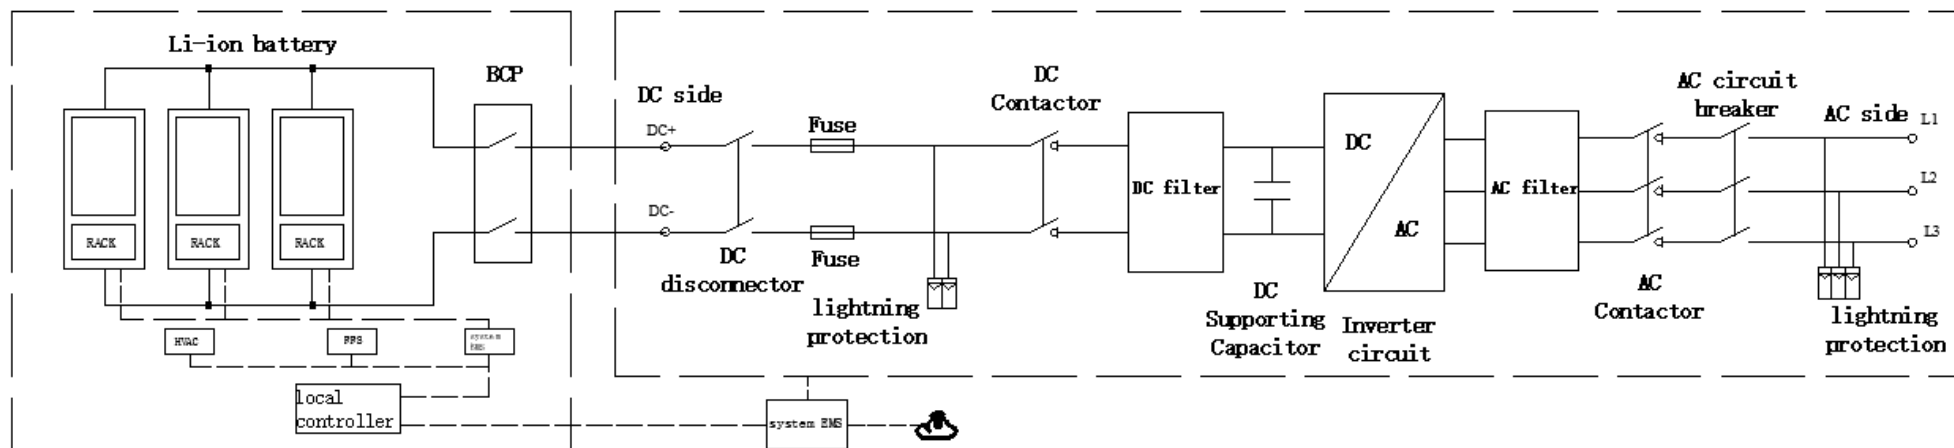 Li-ion battery
BCP
RACK
RACK
RACK
HVAC
FFS
system
local
controller
DC side
DC+
DC-
DC
disconnector
Fuse
Fuse
lightning
protection
DC
Contactor
DC filter
DC
Supporting
Capacitor
DC
AC
Inverter
circuit
AC filter
AC
Contactor
AC circuit
breaker
AC side
L1
L2
L3
lightning
protection
system EMS